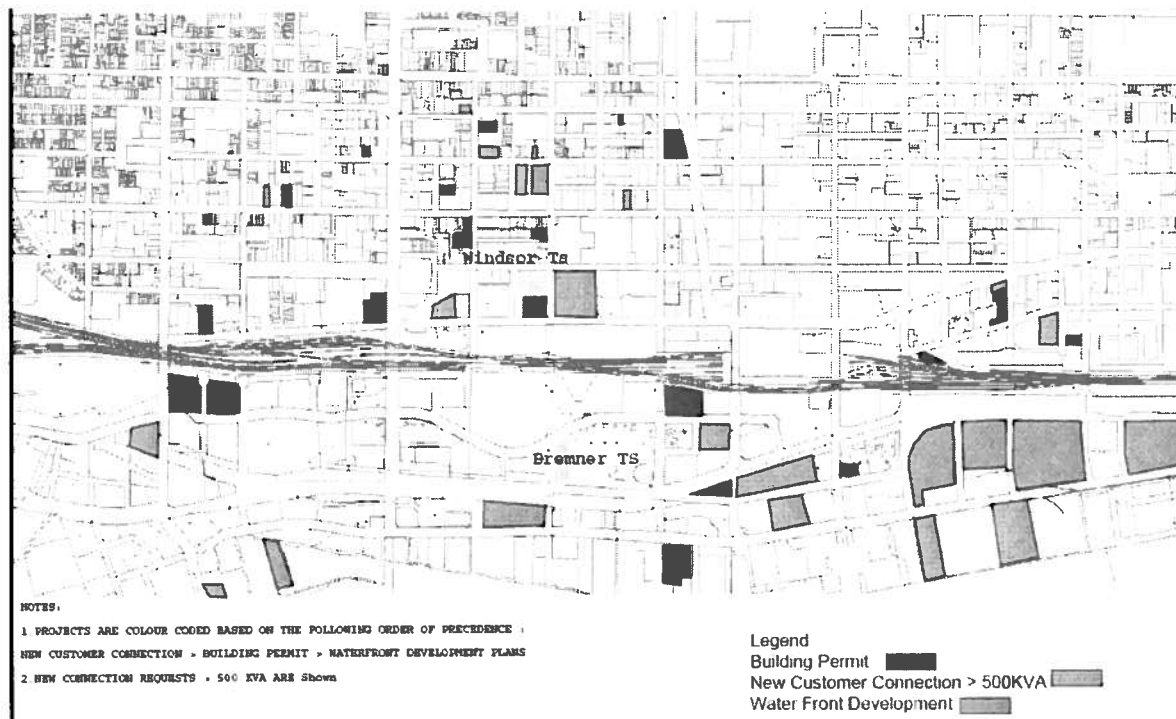 Windsor Ts
Bremner TS
NOTES:
1 PROJECTS ARE COLOUR CODED BASED ON THE FOLLOWING ORDER OF PRECEDENCE :
NEW CUSTOMER CONNECTION > BUILDING PERMIT > WATERFRONT DEVELOPMENT PLANS
2 NEW CONNECTION REQUESTS > 500 KVA ARE Shown
Legend
Building Permit
New Customer Connection > 500KVA
Water Front Development